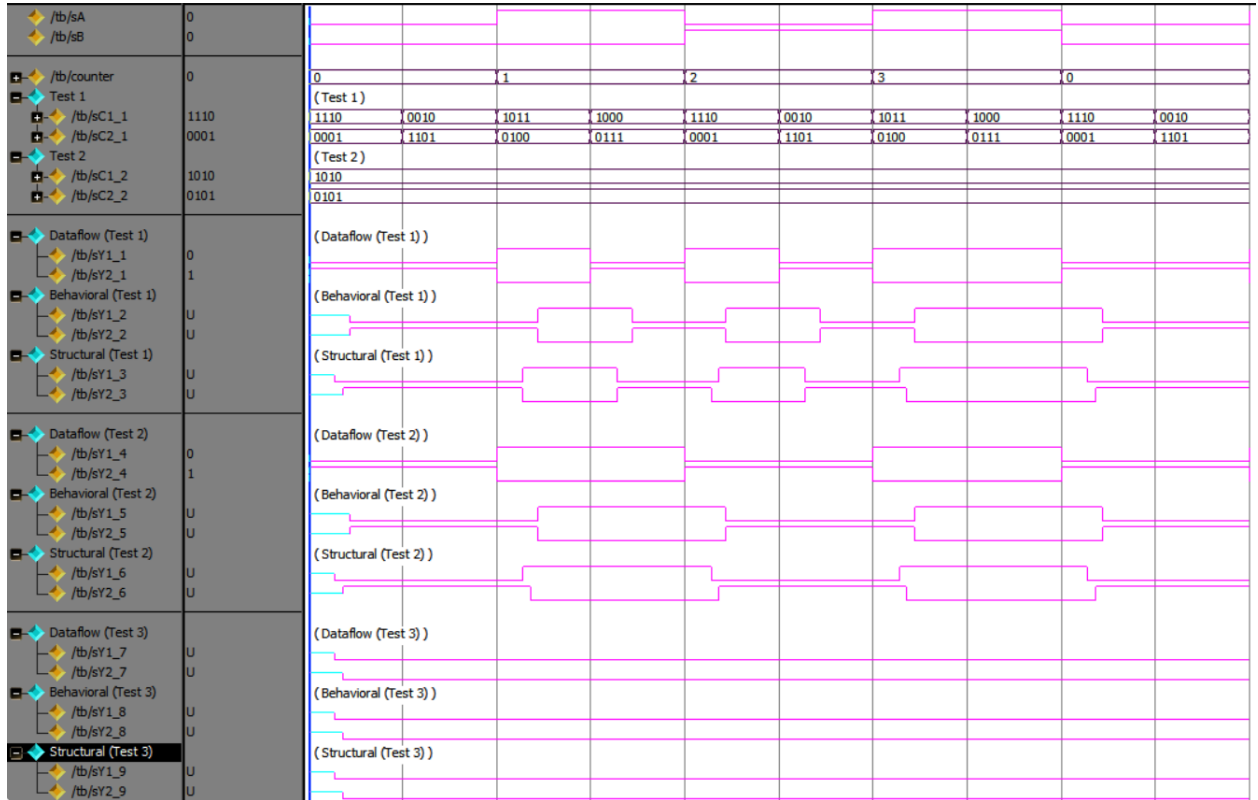 /tb/sA 0
/tb/sB 0
/tb/counter 0 0 1 2 3 0
Test 1 (Test 1)
/tb/sC1_1 1110 1110 0010 1011 1000 1110 0010 1011 1000 1110 0010
/tb/sC2_1 0001 0001 1101 0100 0111 0001 1101 0100 0111 0001 1101
Test 2 (Test 2)
/tb/sC1_2 1010 1010
/tb/sC2_2 0101 0101
Dataflow (Test 1) (Dataflow (Test 1))
/tb/sY1_1 0
/tb/sY2_1 1
Behavioral (Test 1) (Behavioral (Test 1))
/tb/sY1_2 U
/tb/sY2_2 U
Structural (Test 1) (Structural (Test 1))
/tb/sY1_3 U
/tb/sY2_3 U
Dataflow (Test 2) (Dataflow (Test 2))
/tb/sY1_4 0
/tb/sY2_4 1
Behavioral (Test 2) (Behavioral (Test 2))
/tb/sY1_5 U
/tb/sY2_5 U
Structural (Test 2) (Structural (Test 2))
/tb/sY1_6 U
/tb/sY2_6 U
Dataflow (Test 3) (Dataflow (Test 3))
/tb/sY1_7 U
/tb/sY2_7 U
Behavioral (Test 3) (Behavioral (Test 3))
/tb/sY1_8 U
/tb/sY2_8 U
Structural (Test 3) (Structural (Test 3))
/tb/sY1_9 U
/tb/sY2_9 U